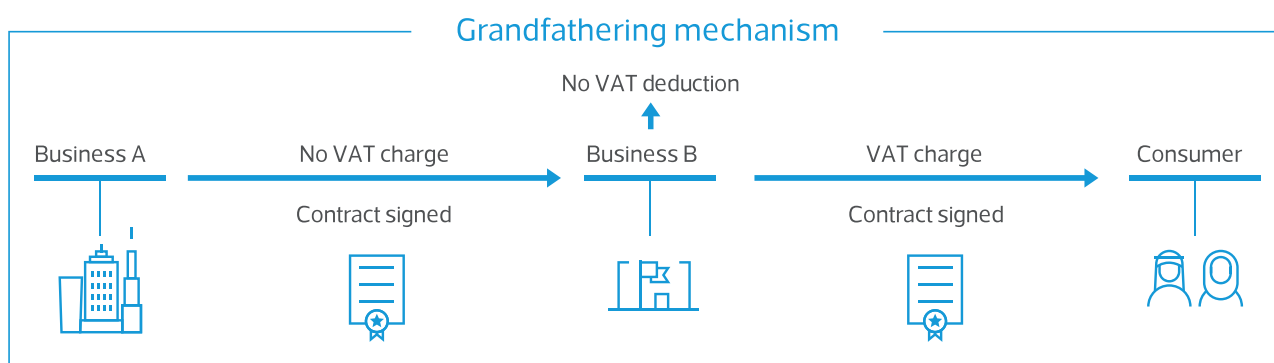 Grandfathering mechanism
No VAT deduction
Business A
No VAT charge
Business B
VAT charge
Consumer
Contract signed
Contract signed